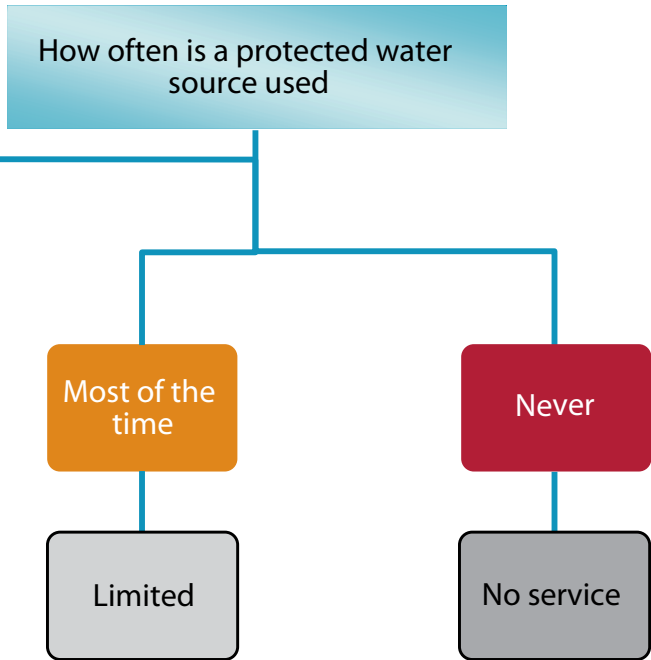 How often is a protected water
source used
Most of the
time
Never
Limited
No service